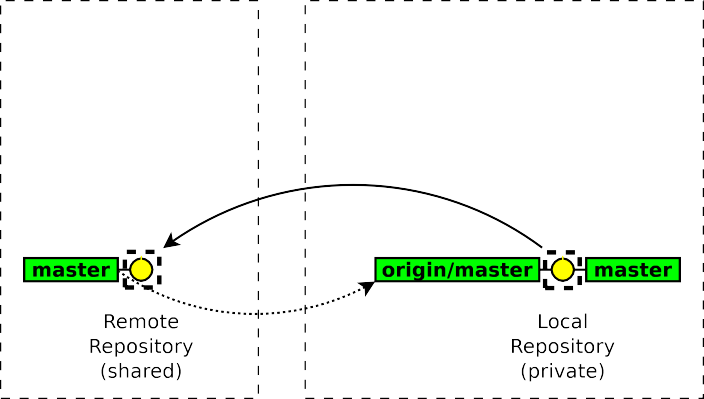 master
origin/master
master
Remote
Repository
(shared)
Local
Repository
(private)